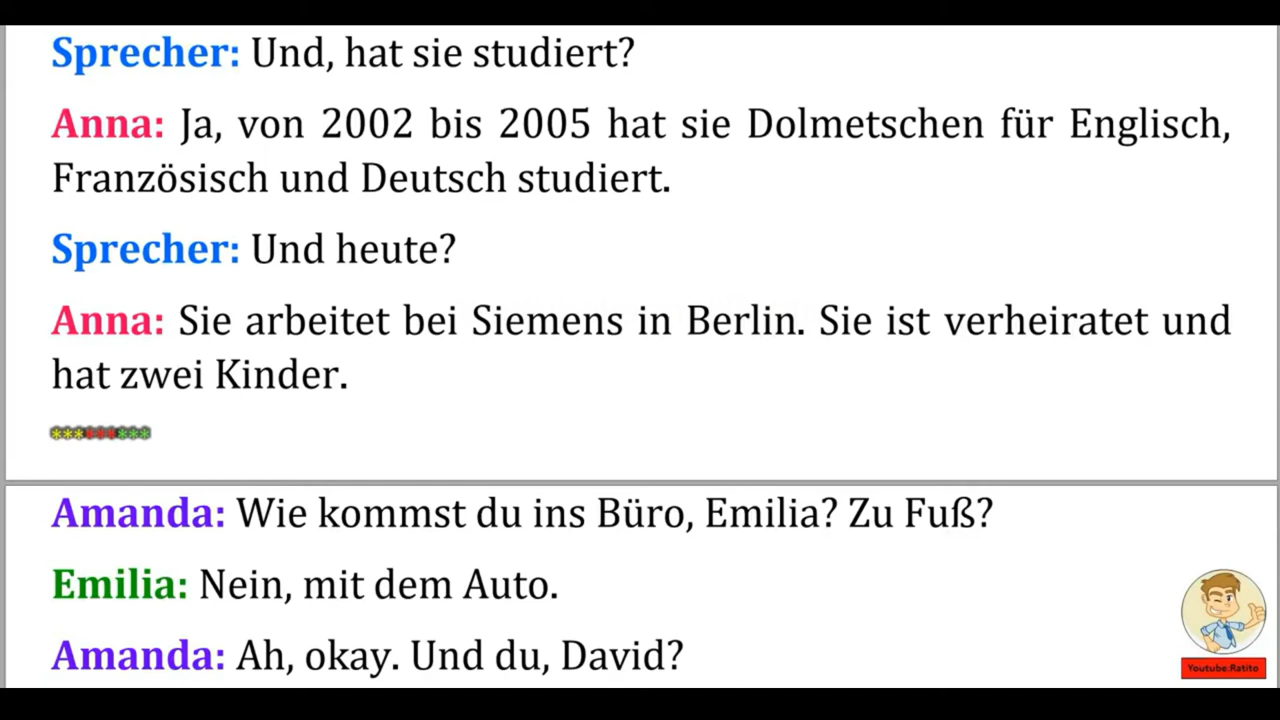 Sprecher: Und, hat sie studiert?
Anna: Ja, von 2002 bis 2005 hat sie Dolmetschen für Englisch,
Französisch und Deutsch studiert.
Sprecher: Und heute?
Anna: Sie arbeitet bei Siemens in Berlin. Sie ist verheiratet und
hat zwei Kinder.
*********
Amanda: Wie kommst du ins Büro, Emilia? Zu Fuß?
Emilia: Nein, mit dem Auto.
Amanda: Ah, okay. Und du, David?
Youtube:Ratito